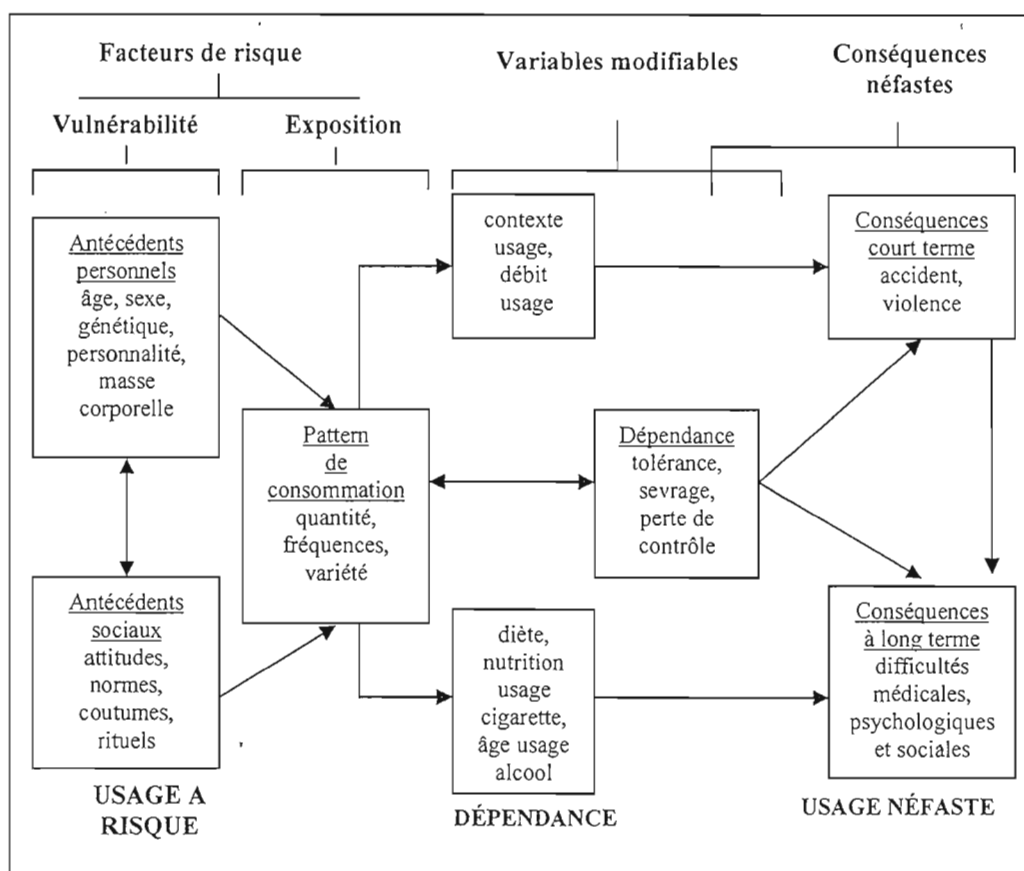 Facteurs de risque
Variables modifiables
Conséquences
néfastes
Vulnérabilité
Exposition
Antécédents
personnels
âge, sexe,
génétique,
personnalité,
masse
corporelle
Antécédents
sociaux
attitudes,
normes,
coutumes,
rituels
Pattern
de
consommation
quantité,
fréquences,
variété
contexte
usage,
débit
usage
Dépendance
tolérance,
sevrage,
perte de
contrôle
diète,
nutrition
usage
cigarette,
âge usage
alcool
Conséquences
court terme
accident,
violence
Conséquences
à long terme
difficultés
médicales,
psychologiques
et sociales
USAGE A
RISQUE
DÉPENDANCE
USAGE NÉFASTE